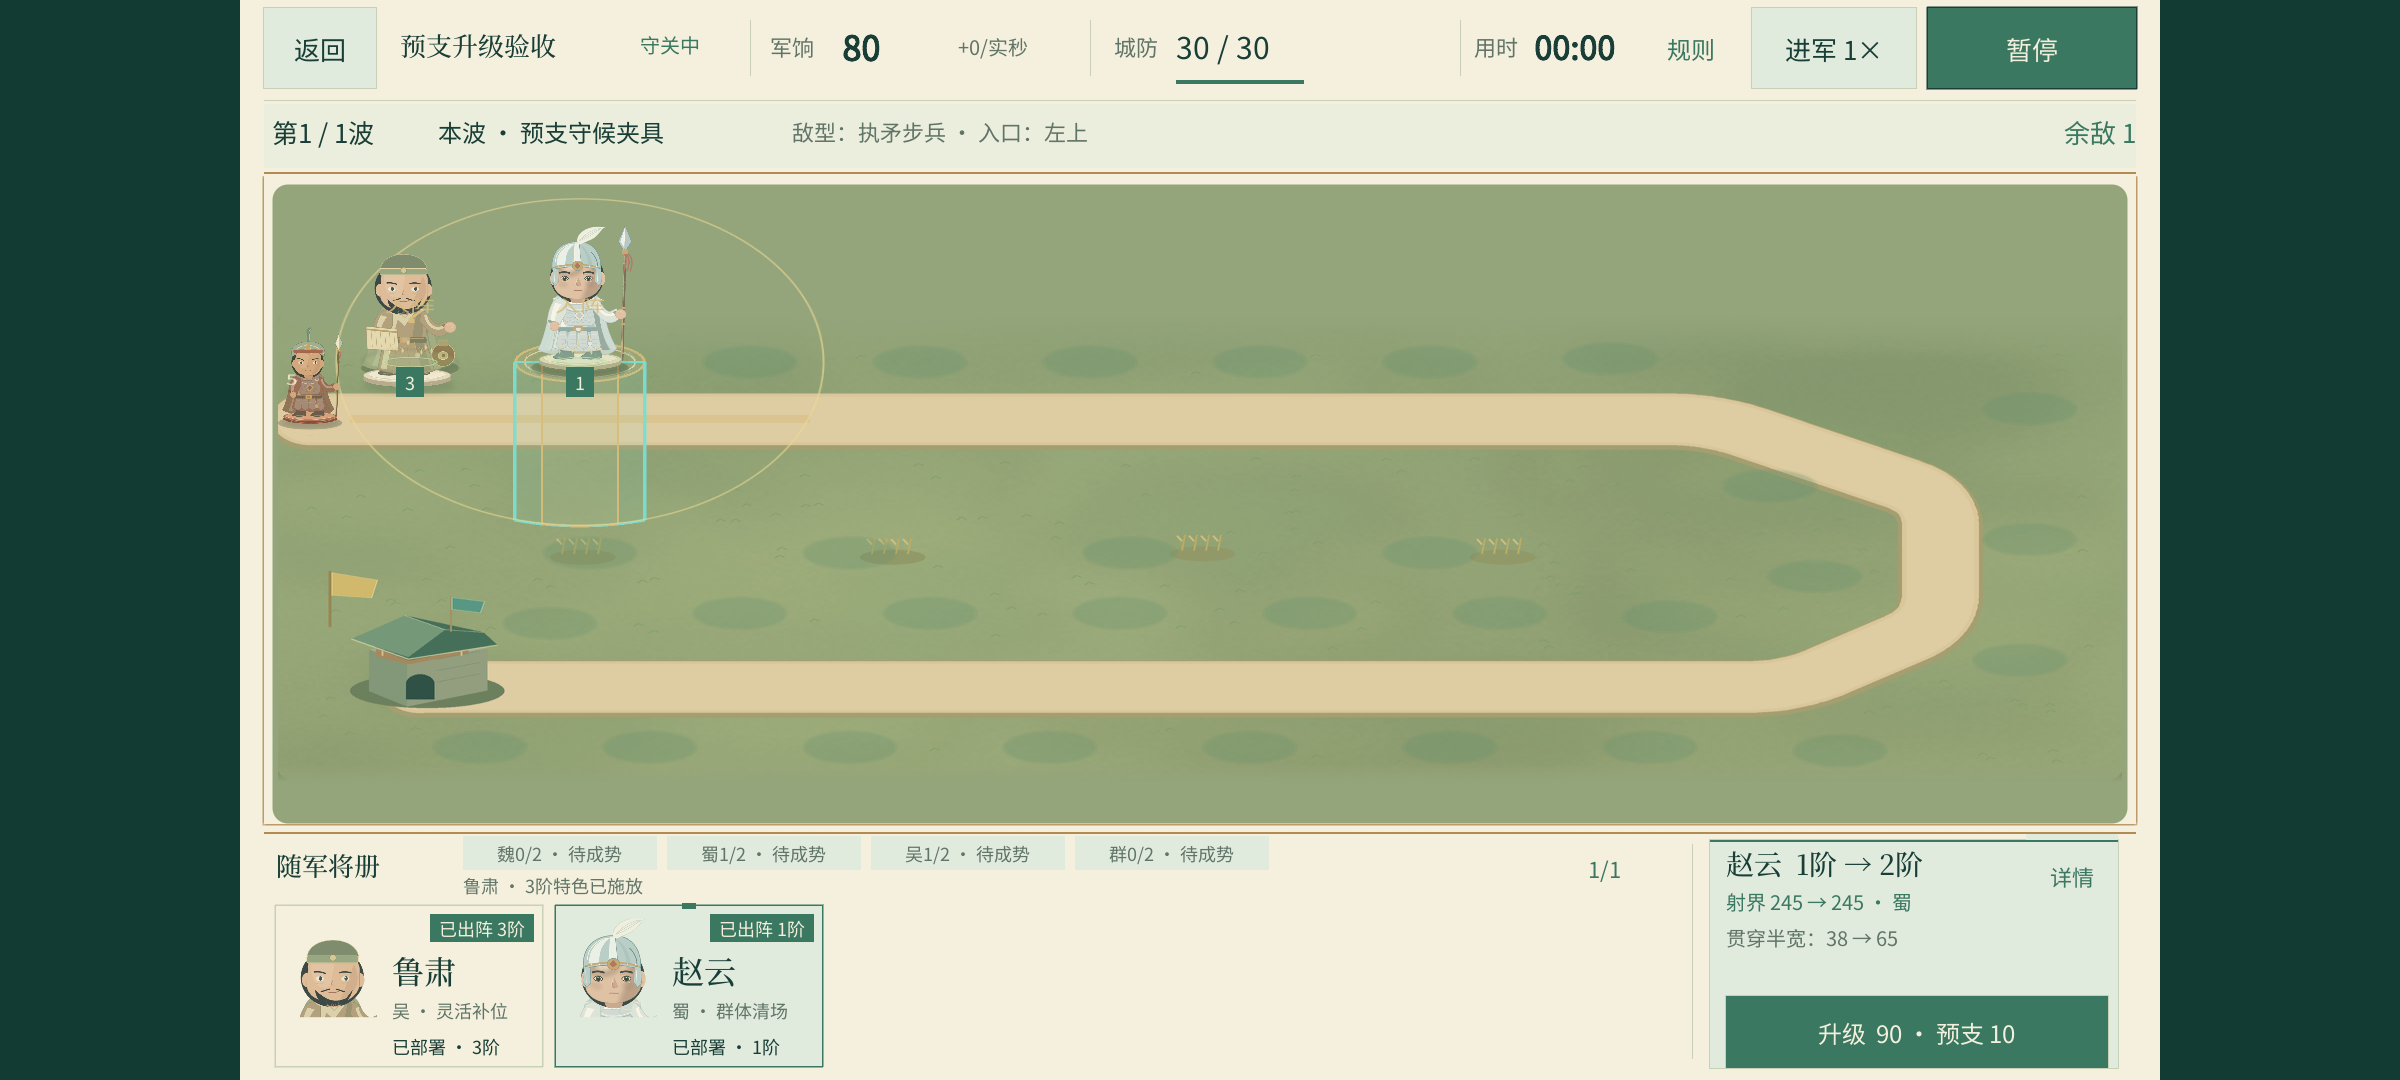 返回
预支升级验收
守关中
军饷 80
+0/实秒
城防 30 / 30
用时 00:00
规则
进军 1×
暂停
第1 / 1波
本波 · 预支守候夹具
敌型：执矛步兵 · 入口：左上
余敌 1
5
3
1
随军将册
魏0/2 · 待成势
蜀1/2 · 待成势
吴1/2 · 待成势
群0/2 · 待成势
鲁肃 · 3阶特色已施放
1/1
已出阵 3阶
鲁肃
吴 · 灵活补位
已部署 · 3阶
已出阵 1阶
赵云
蜀 · 群体清场
已部署 · 1阶
赵云 1阶 → 2阶
详情
射界 245 → 245 · 蜀
贯穿半宽：38 → 65
升级 90 · 预支 10